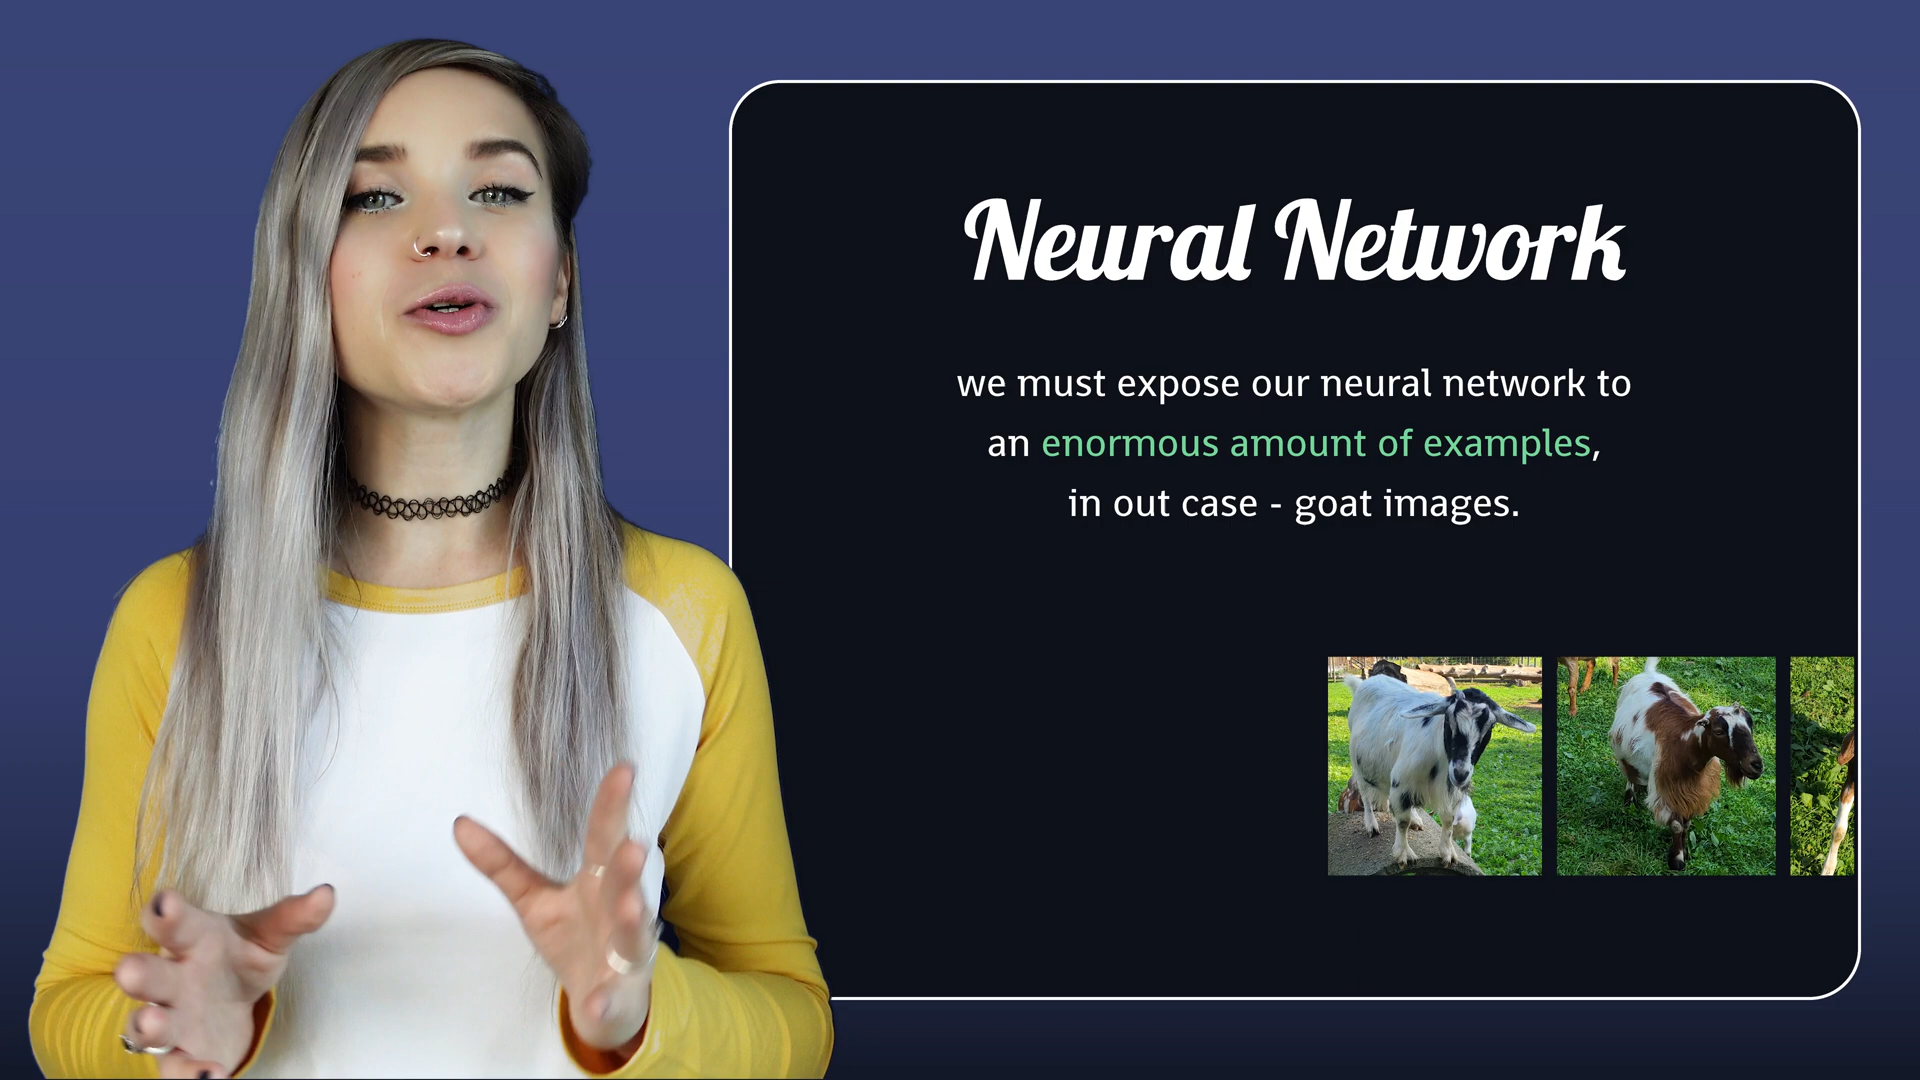 Neural Network
we must expose our neural network to
an enormous amount of examples,
in out case - goat images.